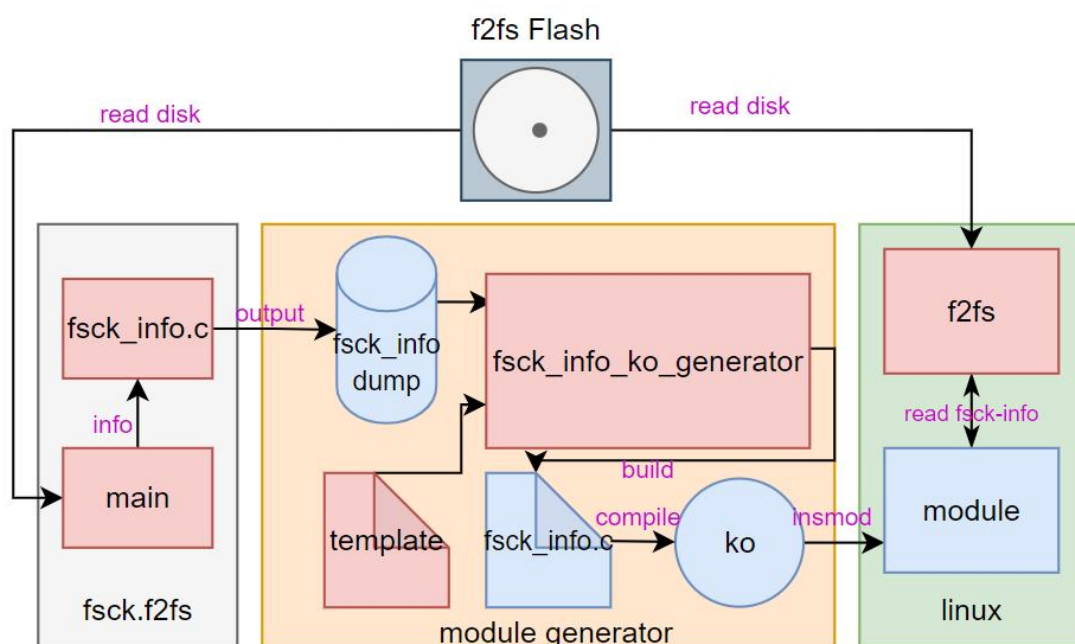 f2fs Flash
read disk
read disk
fsck_info.c
output
fsck_info
dump
fsck_info_ko_generator
f2fs
info
read fsck-info
main
template
build
fsck_info.c
compile
ko
insmod
module
fsck.f2fs
module generator
linux